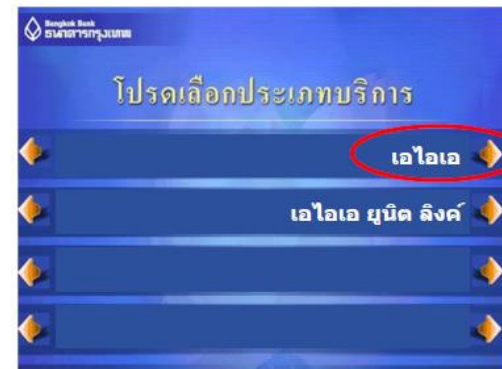 Bangkok Bank
ธนาคารกรุงเทพ
โปรดเลือกประเภทบริการ
เอไอเอ
เอไอเอ ยูนิต ลิงค์